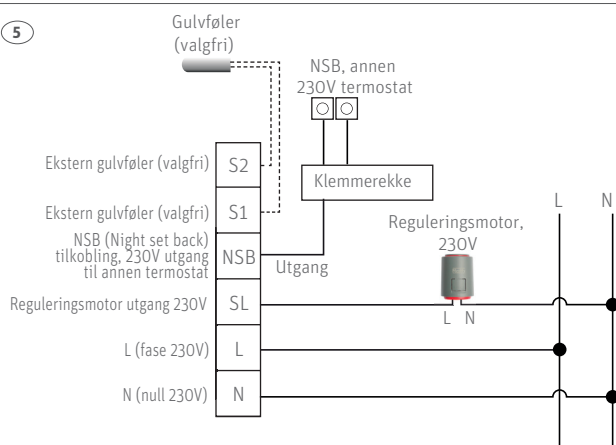 5
Gulvføler
(valgfri)
NSB, annen
230V termostat
Klemmerekke
Ekstern gulvføler (valgfri)
S2
Ekstern gulvføler (valgfri)
S1
NSB (Night set back)
tilkobling, 230V utgang
til annen termostat
NSB
Utgang
Reguleringsmotor,
230V
L N
L
N
Reguleringsmotor utgang 230V
SL
L (fase 230V)
L
N (null 230V)
N